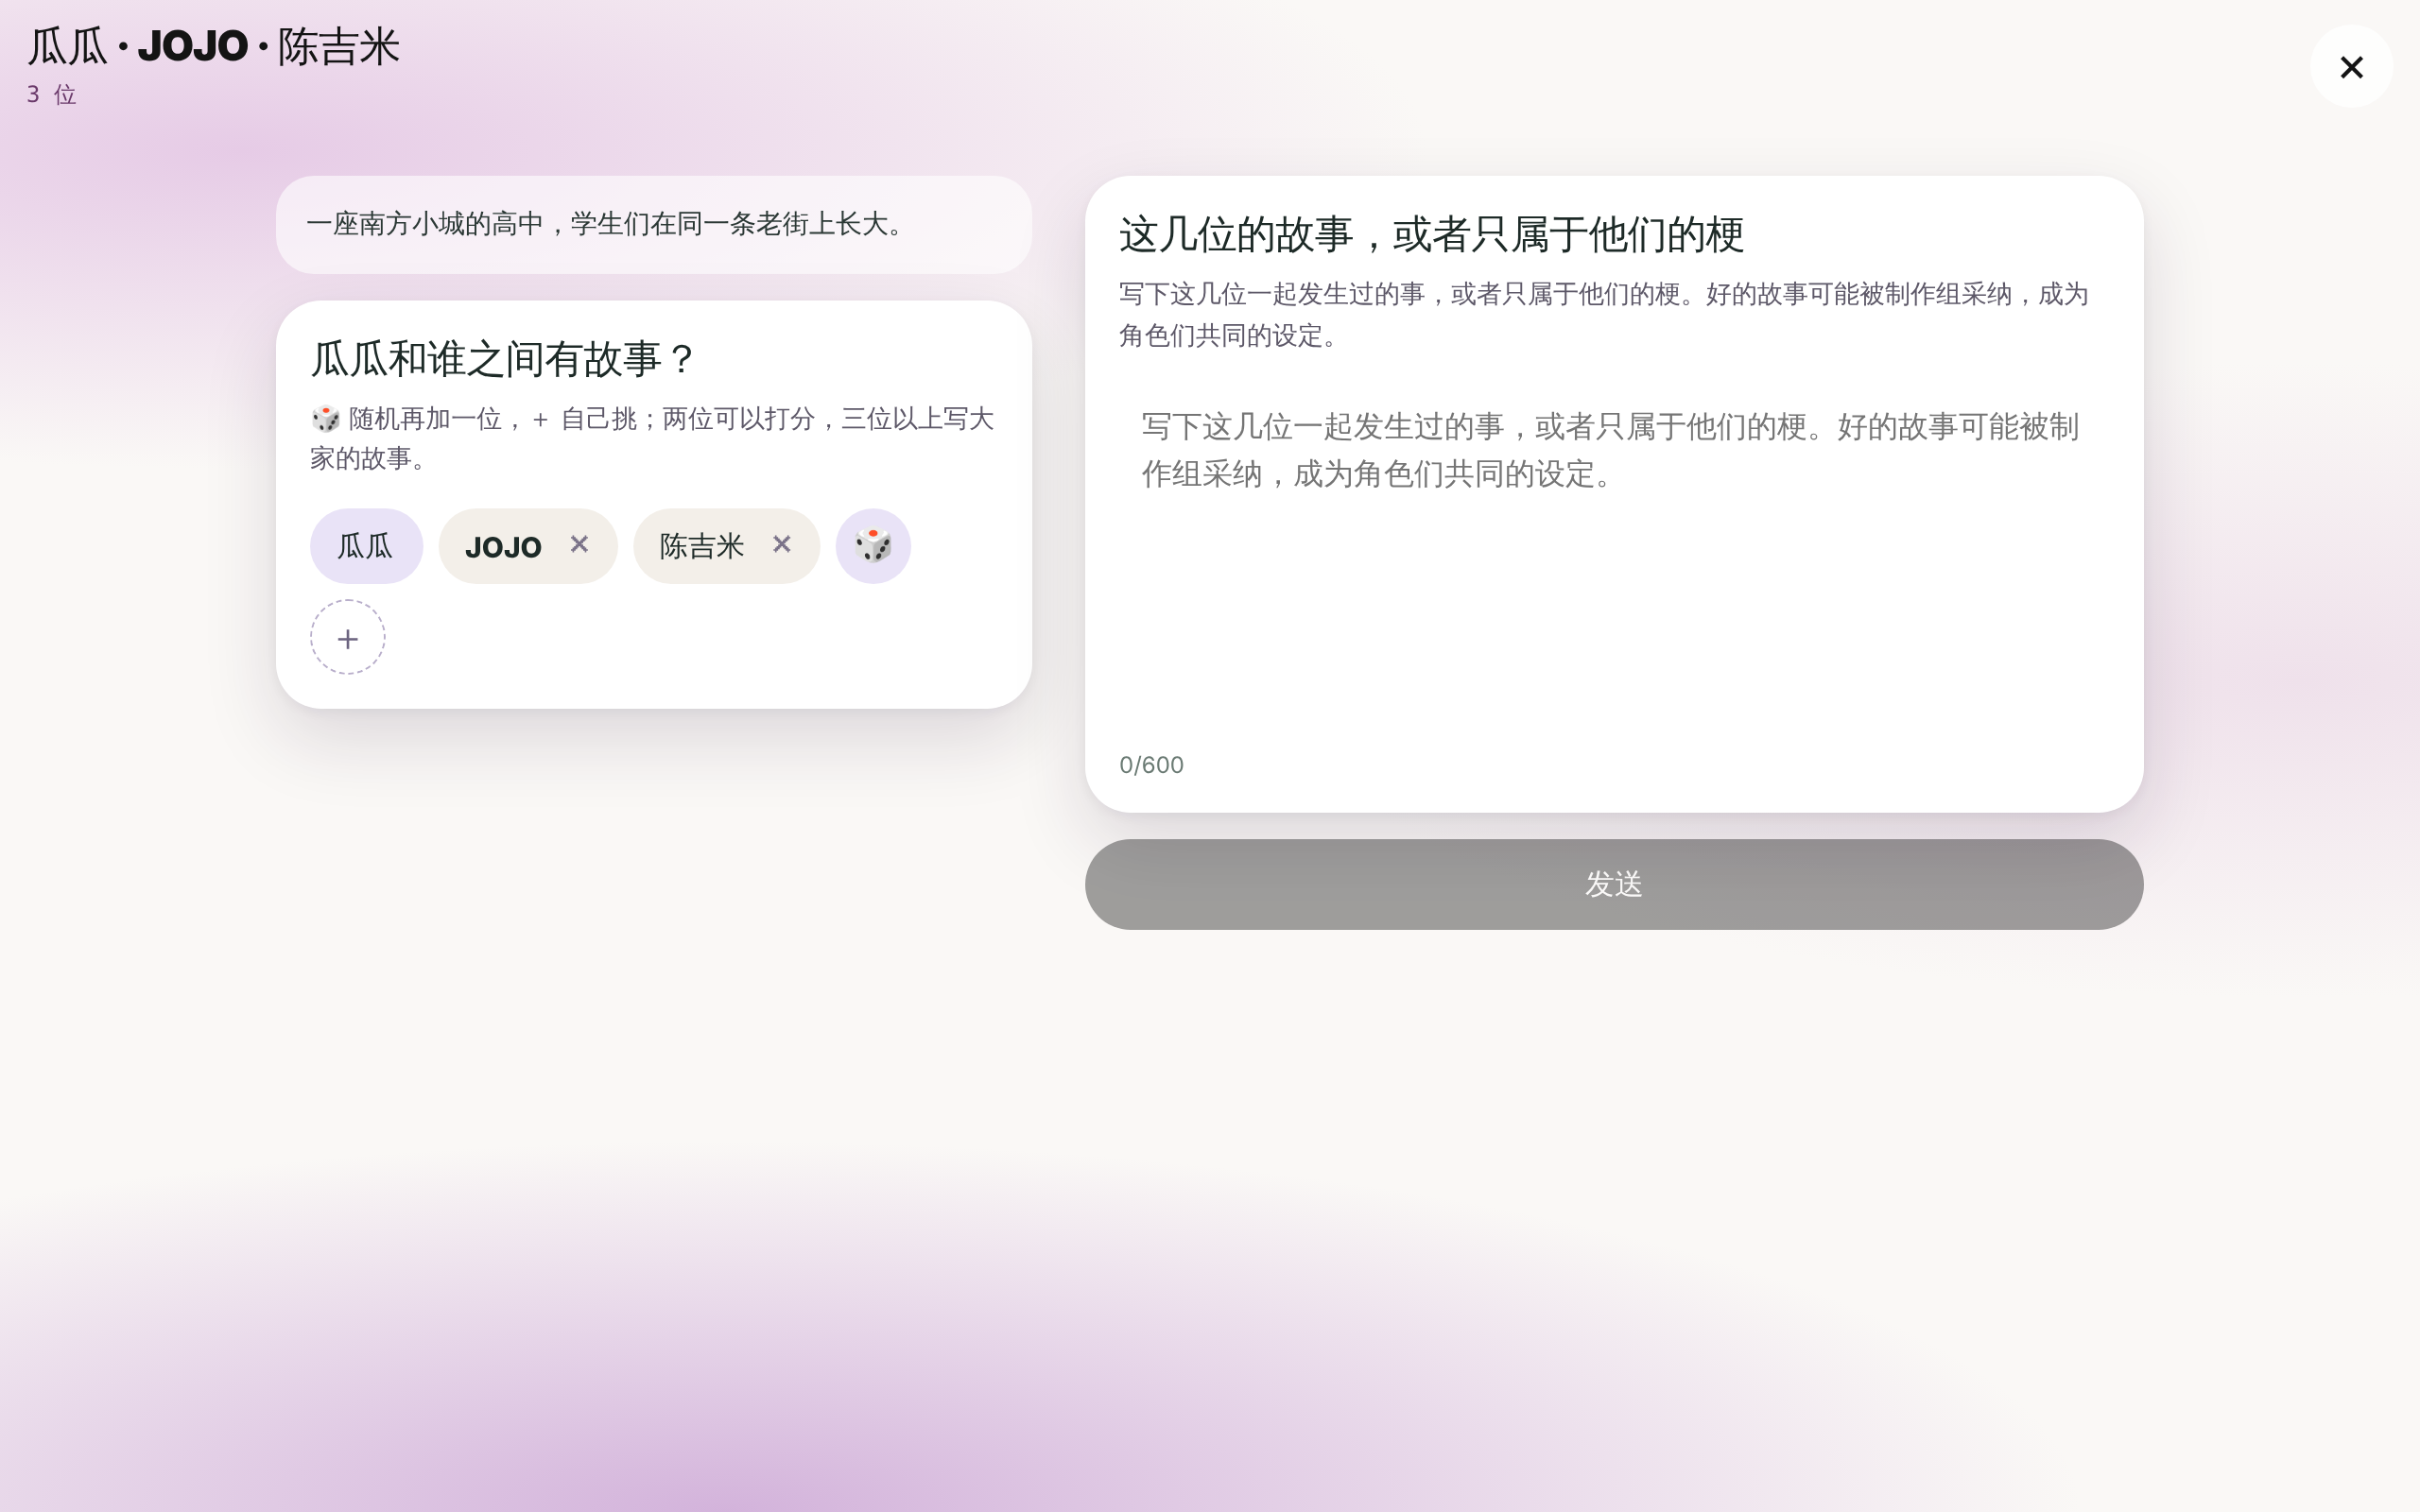 瓜瓜 · JOJO · 陈吉米
3 位
✕
一座南方小城的高中，学生们在同一条老街上长大。
瓜瓜和谁之间有故事？
🎲 随机再加一位，＋ 自己挑；两位可以打分，三位以上写大
家的故事。
瓜瓜 JOJO ✕ 陈吉米 ✕ 🎲
＋
这几位的故事，或者只属于他们的梗
写下这几位一起发生过的事，或者只属于他们的梗。好的故事可能被制作组采纳，成为
角色们共同的设定。
写下这几位一起发生过的事，或者只属于他们的梗。好的故事可能被制
作组采纳，成为角色们共同的设定。
0/600
发送